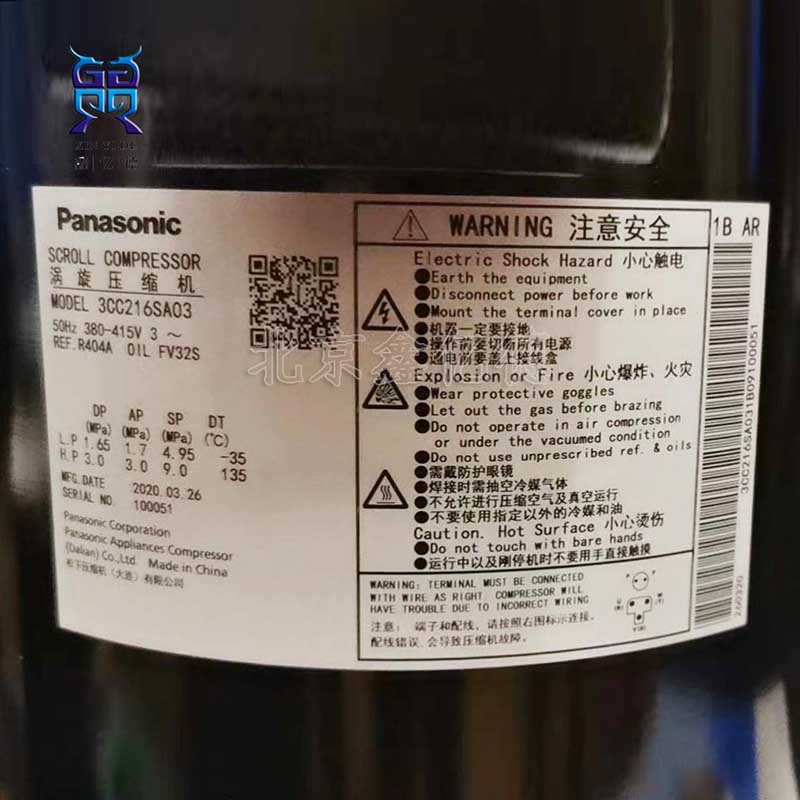 XIN YI DE
鑫亿德
Panasonic
SCROLL COMPRESSOR
涡旋压缩机
MODEL 3CC216SA03
50Hz 380-415V 3 ~
REF.R404A OIL FV32S
DP AP SP DT
(MPa) (MPa) (MPa) (℃)
L.P 1.65 1.7 4.95 -35
H.P 3.0 3.0 9.0 135
MFG.DATE 2020.03.26
SERIAL NO. 100051
Panasonic Corporation
Panasonic Appliances Compressor
(Dalian) Co.,Ltd. Made in China
松下压缩机（大连）有限公司
北京鑫
WARNING 注意安全
Electric Shock Hazard 小心触电
●Earth the equipment
●Disconnect power before work
●Mount the terminal cover in place
●机器一定要接地
●操作前要切断所有电源
●通电前要盖上接线盒
Explosion or Fire 小心爆炸、火灾
●Wear protective goggles
●Let out the gas before brazing
●Do not operate in air compression
or under the vacuumed condition
●Do not use unprescribed ref. & oils
●需戴防护眼镜
●焊接时需抽空冷媒气体
●不允许进行压缩空气及真空运行
●不要使用指定以外的冷媒和油
Caution. Hot Surface 小心烫伤
●Do not touch with bare hands
●运行中以及刚停机时不要用手直接触摸
WARNING: TERMINAL MUST BE CONNECTED
WITH WIRE AS RIGHT. COMPRESSOR WILL
HAVE TROUBLE DUE TO INCORRECT WIRING
注意: 端子和配线，请按照右图标示连接。
配线错误,会导致压缩机故障。
1B AR
3CC216SA031B09100051
260320